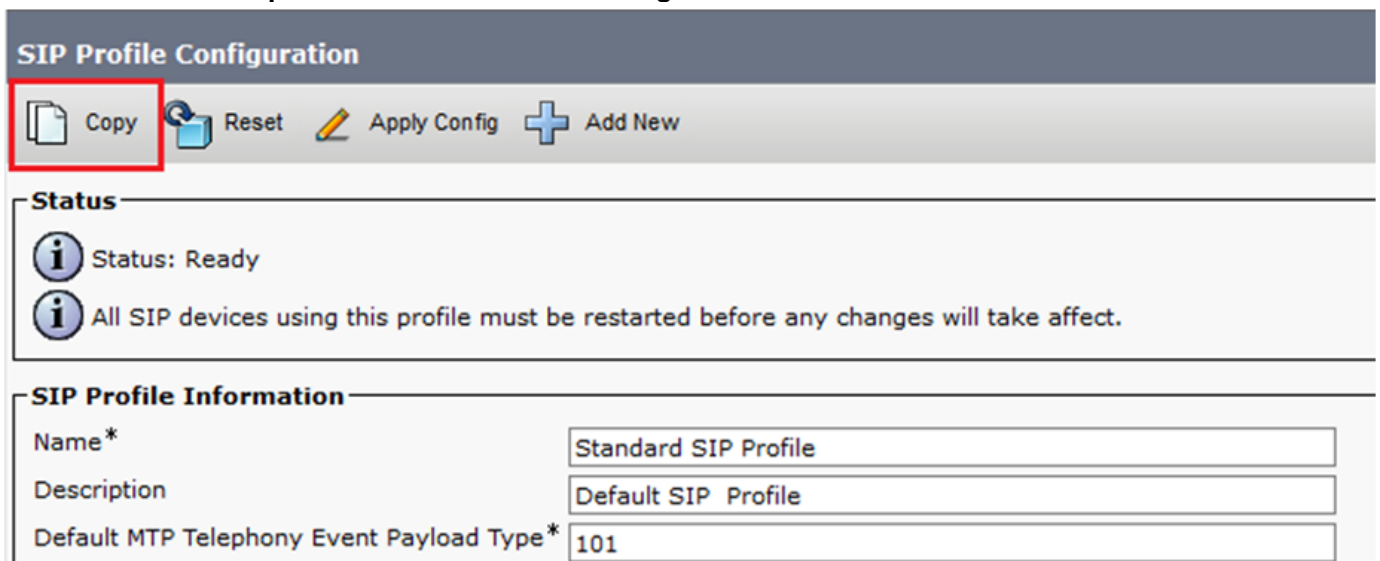 SIP Profile Configuration
Copy Reset Apply Config Add New
Status
Status: Ready
All SIP devices using this profile must be restarted before any changes will take affect.
SIP Profile Information
Name* Standard SIP Profile
Description Default SIP Profile
Default MTP Telephony Event Payload Type* 101